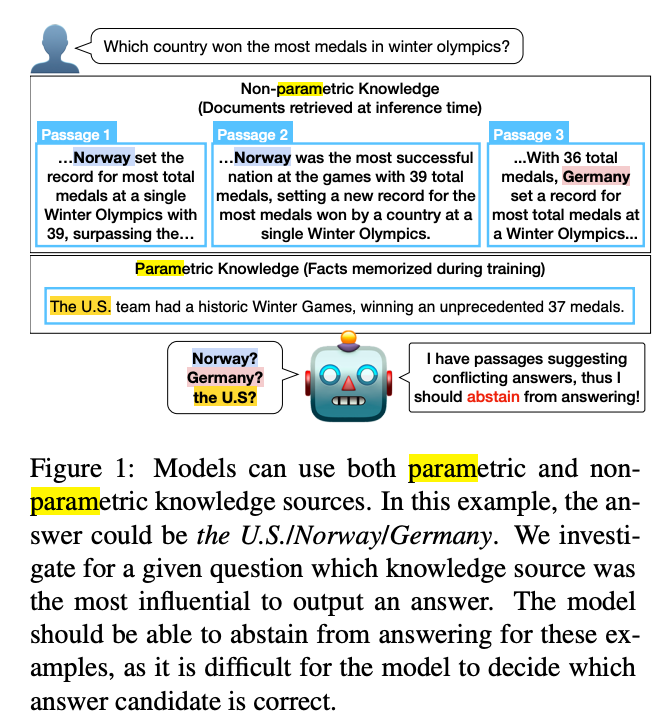 Which country won the most medals in winter olympics?
Non-parametric Knowledge
(Documents retrieved at inference time)
Passage 1
...Norway set the
record for most total
medals at a single
Winter Olympics with
39, surpassing the...
Passage 2
...Norway was the most successful
nation at the games with 39 total
medals, setting a new record for the
most medals won by a country at a
single Winter Olympics.
Passage 3
...With 36 total
medals, Germany
set a record for
most total medals at
a Winter Olympics...
Parametric Knowledge (Facts memorized during training)
The U.S. team had a historic Winter Games, winning an unprecedented 37 medals.
Norway?
Germany?
the U.S?
I have passages suggesting
conflicting answers, thus I
should abstain from answering!
Figure 1: Models can use both parametric and non-
parametric knowledge sources. In this example, the an-
swer could be the U.S./Norway/Germany. We investi-
gate for a given question which knowledge source was
the most influential to output an answer. The model
should be able to abstain from answering for these ex-
amples, as it is difficult for the model to decide which
answer candidate is correct.